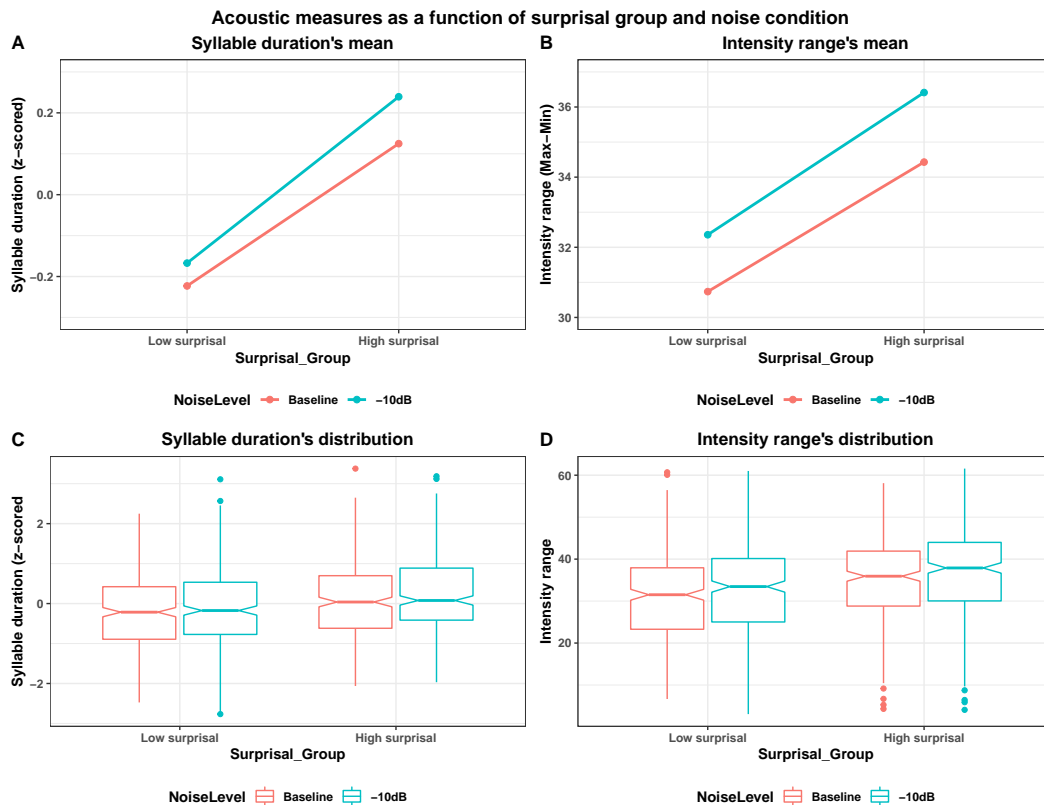 Acoustic measures as a function of surprisal group and noise condition
A
Syllable duration's mean
Syllable duration (z−scored)
0.2
0.0
−0.2
Low surprisal
High surprisal
Surprisal_Group
NoiseLevel Baseline −10dB
B
Intensity range's mean
Intensity range (Max−Min)
36
34
32
30
Low surprisal
High surprisal
Surprisal_Group
NoiseLevel Baseline −10dB
C
Syllable duration's distribution
Syllable duration (z−scored
2
0
−2
Low surprisal
High surprisal
Surprisal_Group
NoiseLevel Baseline −10dB
D
Intensity range's distribution
Intensity range
60
40
20
Low surprisal
High surprisal
Surprisal_Group
NoiseLevel Baseline −10dB